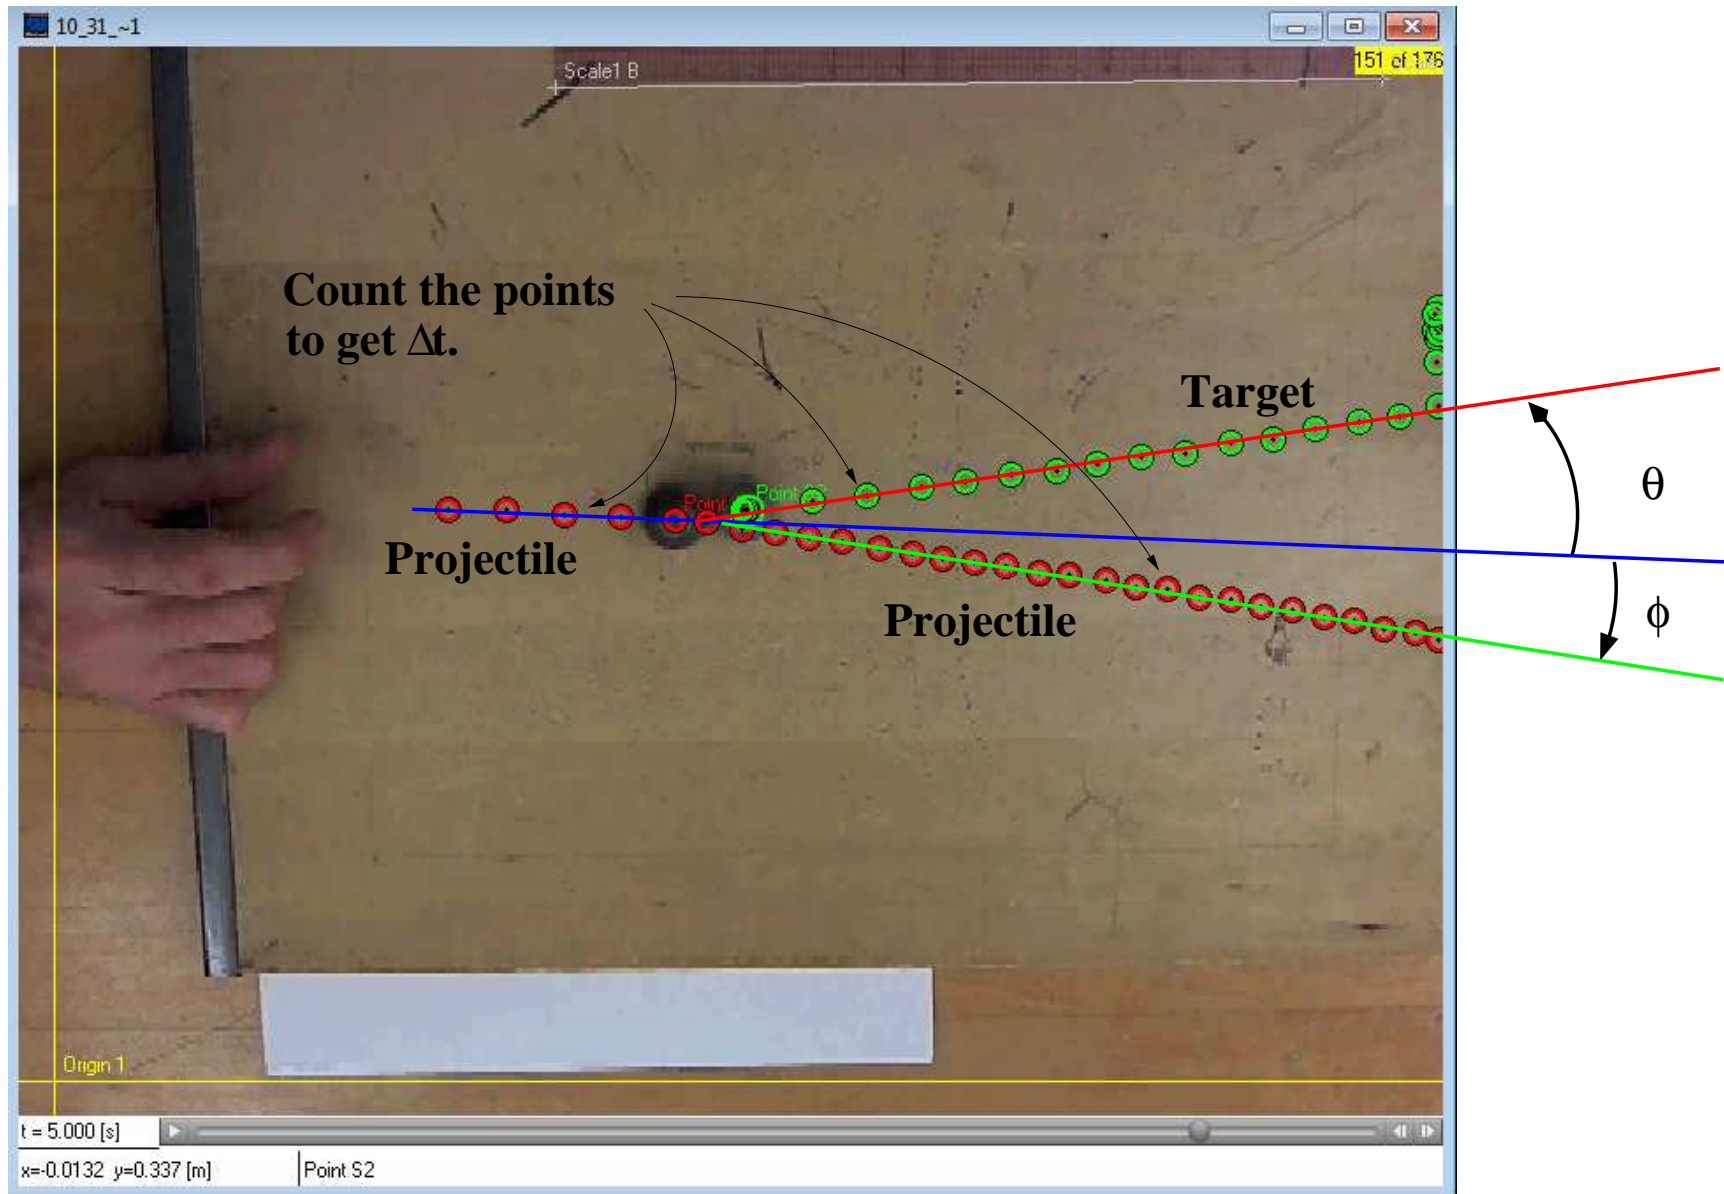 10_31_~1
Scale1 B
151 of 176
Count the points
to get Δt.
Target
θ
Point
Projectile
Projectile
ϕ
Origin 1
t = 5.000 [s]
x=-0.0132 y=0.337 [m]
Point S2